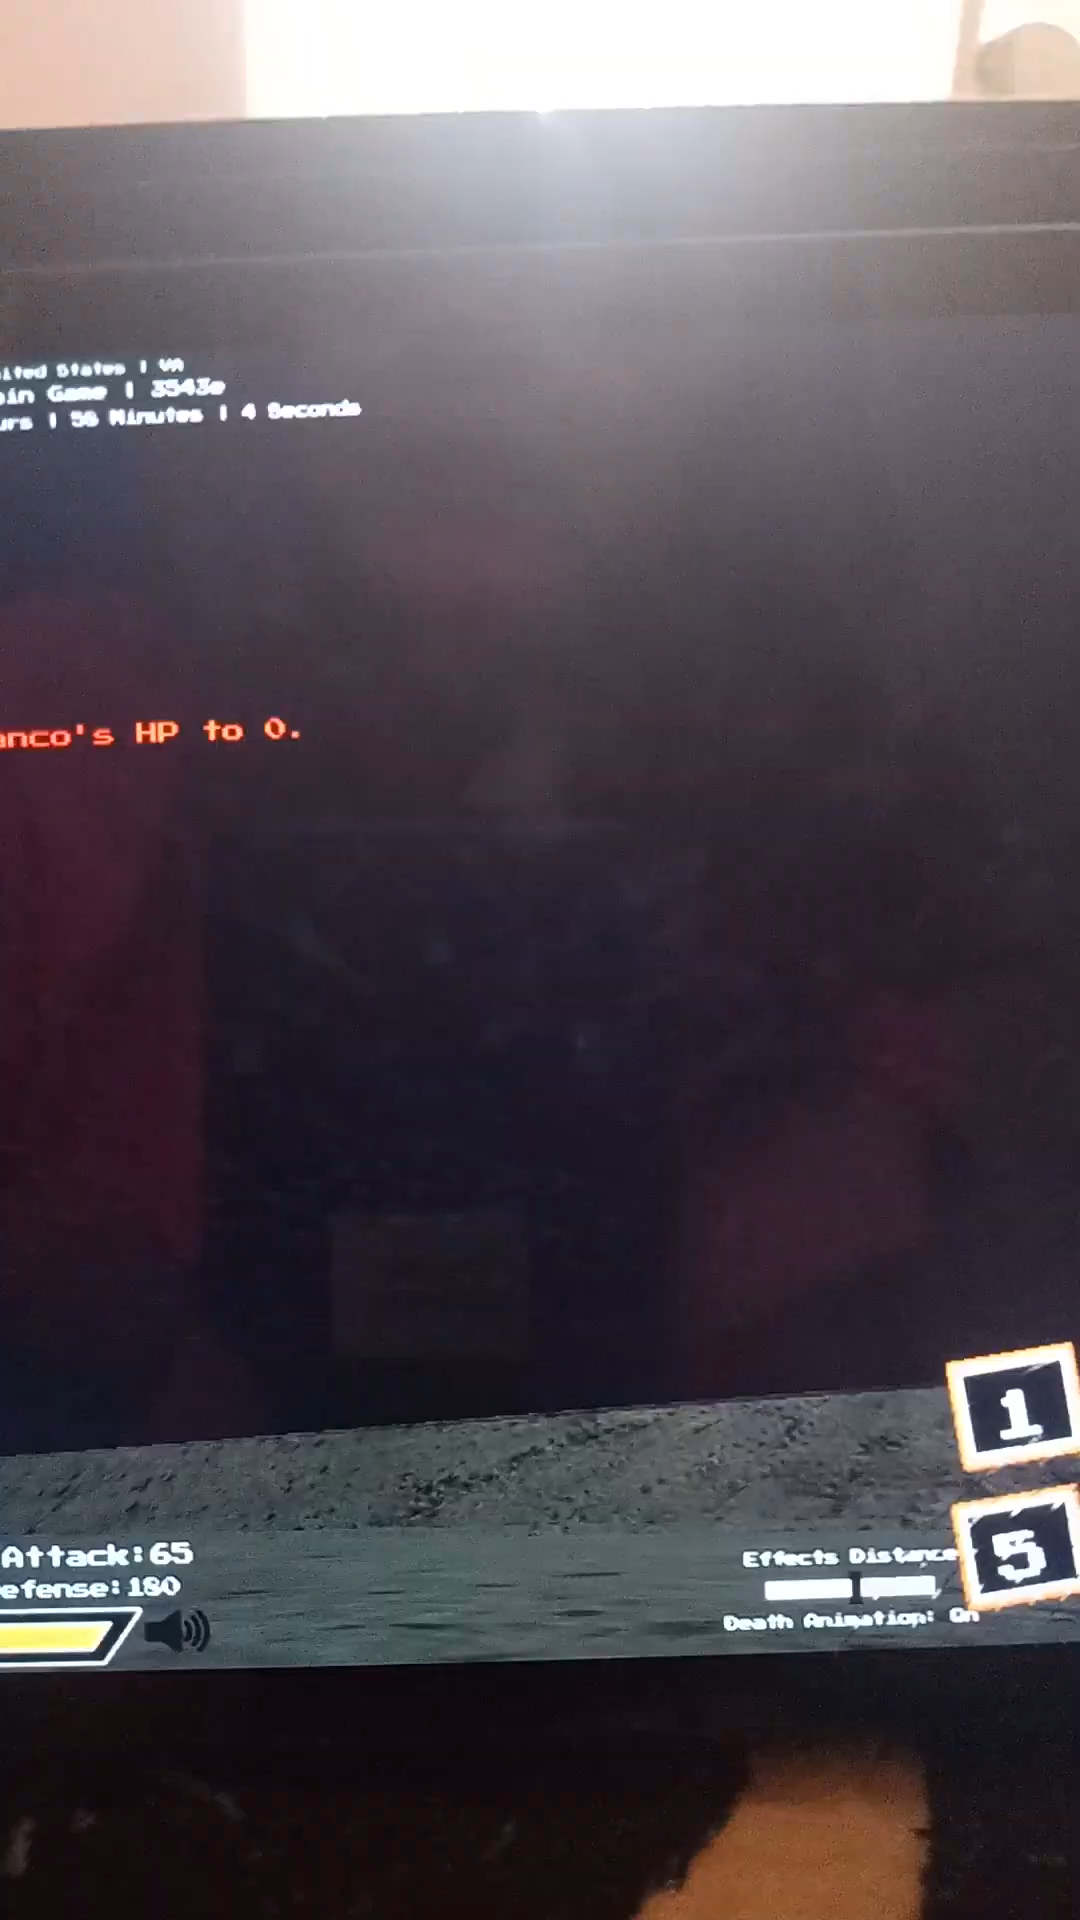 ited States | VA
in Game | 3543e
urs | 56 Minutes | 4 Seconds
anco's HP to 0.
1
5
Attack:65
efense:180
Effects Distance
Death Animation: On